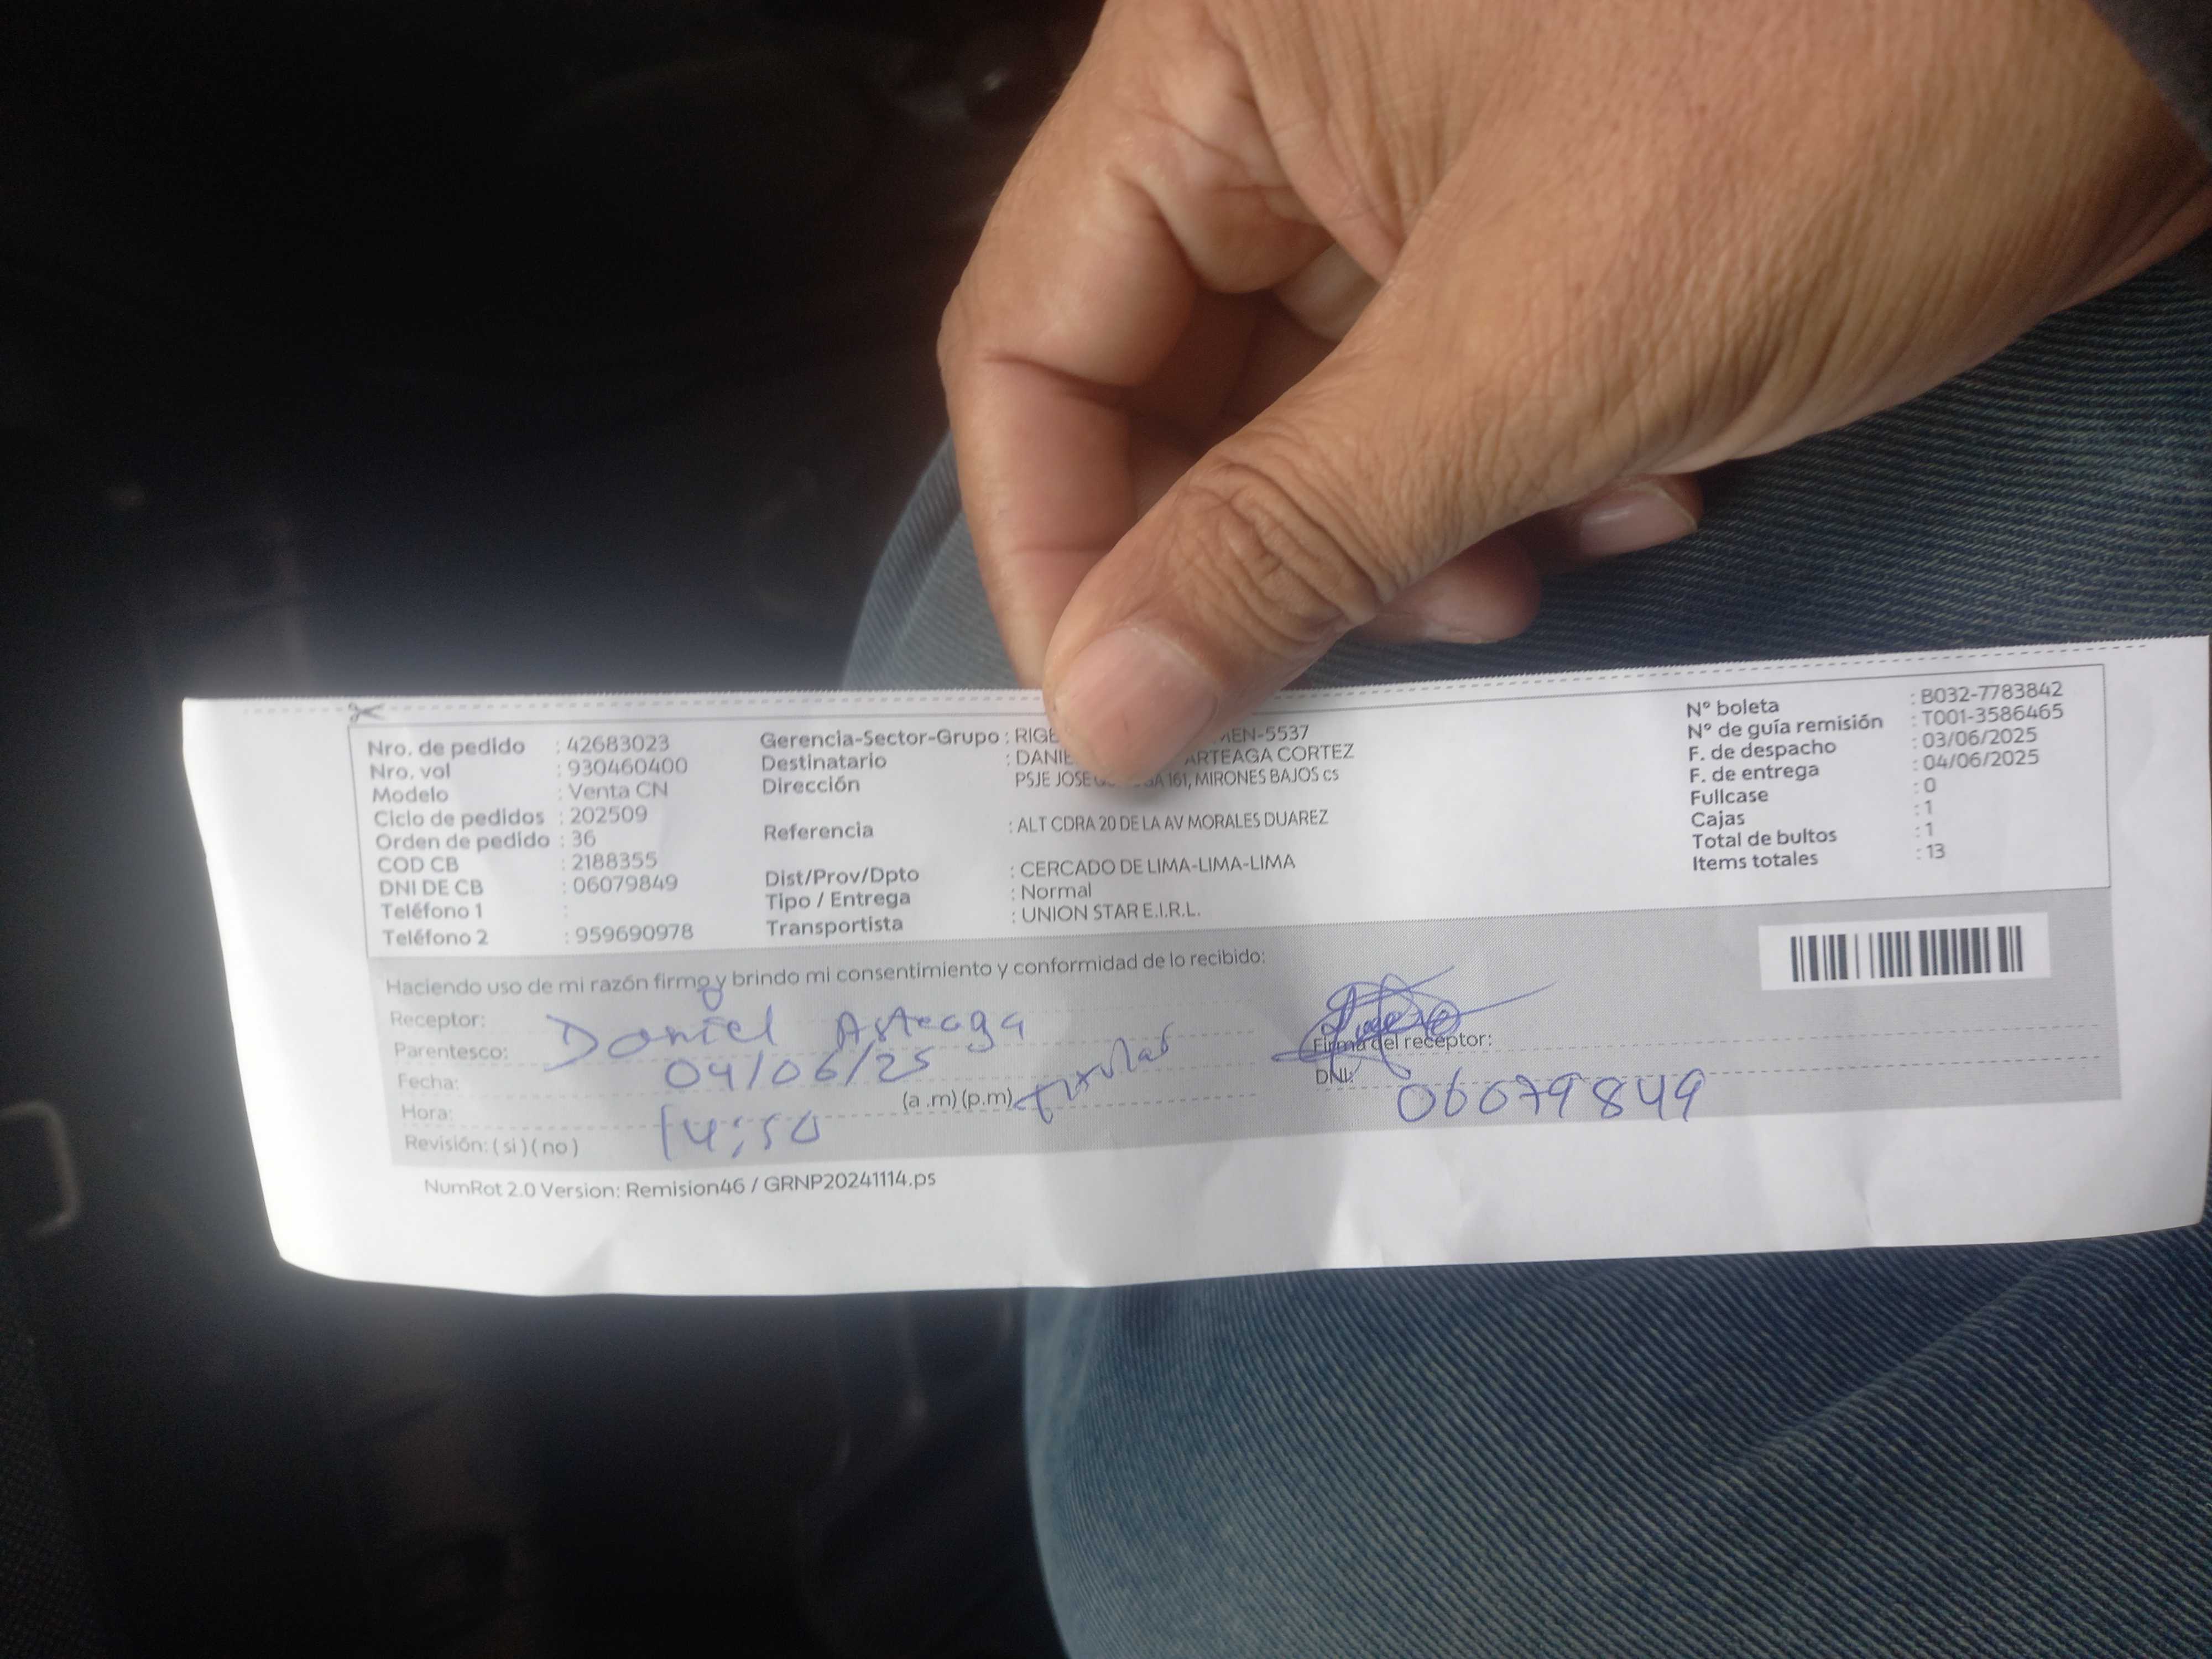 Nro. de pedido : 42683023
Nro. vol : 930460400
Modelo : Venta CN
Ciclo de pedidos : 202509
Orden de pedido : 36
COD CB : 2188355
DNI DE CB : 06079849
Teléfono 1 :
Teléfono 2 : 959690978
Gerencia-Sector-Grupo : -5537
Destinatario : ARTEAGA CORTEZ
Dirección PSJE JOSE 161, MIRONES BAJOS cs
Referencia : ALT CDRA 20 DE LA AV MORALES DUAREZ
Dist/Prov/Dpto : CERCADO DE LIMA-LIMA-LIMA
Tipo / Entrega : Normal
Transportista : UNION STAR E.I.R.L.
N° boleta : B032-7783842
N° de guía remisión : T001-3586465
F. de despacho : 03/06/2025
F. de entrega : 04/06/2025
Fullcase : 0
Cajas : 1
Total de bultos : 1
Items totales : 13
Haciendo uso de mi razón firmo y brindo mi consentimiento y conformidad de lo recibido:
Receptor: Daniel Arteaga
Parentesco:
Fecha: 04/06/25
Hora: 14:50 (a .m) (p.m) Titular
Revisión: ( si ) ( no )
Firma del receptor:
DNI: 06079849
NumRot 2.0 Version: Remision46 / GRNP20241114.ps